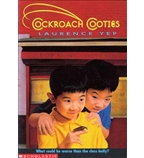 COCKROACH COOTIES
LAURENCE YEP
What could be worse than the class bully?
SCHOLASTIC